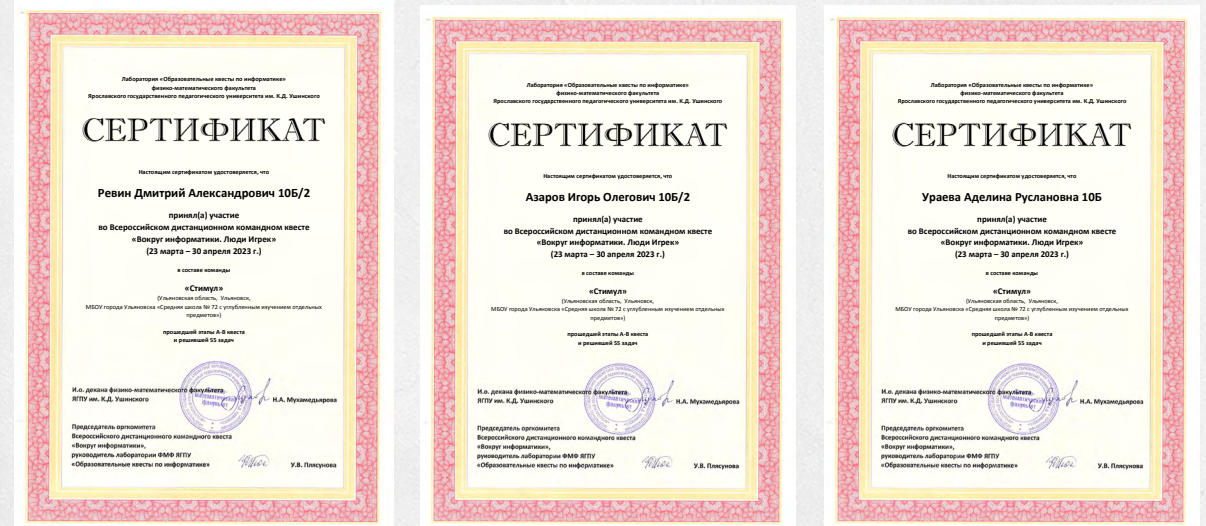 Лаборатория «Образовательные квесты по информатике»
физико-математического факультета
Ярославского государственного педагогического университета им. К.Д. Ушинского
СЕРТИФИКАТ
Настоящим сертификатом удостоверяется, что
Ревин Дмитрий Александрович 10Б/2
принял(а) участие
во Всероссийском дистанционном командном квесте
«Вокруг информатики. Люди Игрек»
(23 марта – 30 апреля 2023 г.)
в составе команды
«Стимул»
(Ульяновская область, Ульяновск,
МБОУ города Ульяновска «Средняя школа № 72 с углубленным изучением отдельных
предметов»)
прошедшей этапы А-В квеста
и решившей 55 задач
И.о. декана физико-математического факультета
ЯГПУ им. К.Д. Ушинского
Н.А. Мухамедьярова
Председатель оргкомитета
Всероссийского дистанционного командного квеста
«Вокруг информатики»,
руководитель лаборатории ФМФ ЯГПУ
«Образовательные квесты по информатике»
У.В. Плясунова
Лаборатория «Образовательные квесты по информатике»
физико-математического факультета
Ярославского государственного педагогического университета им. К.Д. Ушинского
СЕРТИФИКАТ
Настоящим сертификатом удостоверяется, что
Азаров Игорь Олегович 10Б/2
принял(а) участие
во Всероссийском дистанционном командном квесте
«Вокруг информатики. Люди Игрек»
(23 марта – 30 апреля 2023 г.)
в составе команды
«Стимул»
(Ульяновская область, Ульяновск,
МБОУ города Ульяновска «Средняя школа № 72 с углубленным изучением отдельных
предметов»)
прошедшей этапы А-В квеста
и решившей 55 задач
И.о. декана физико-математического факультета
ЯГПУ им. К.Д. Ушинского
Н.А. Мухамедьярова
Председатель оргкомитета
Всероссийского дистанционного командного квеста
«Вокруг информатики»,
руководитель лаборатории ФМФ ЯГПУ
«Образовательные квесты по информатике»
У.В. Плясунова
Лаборатория «Образовательные квесты по информатике»
физико-математического факультета
Ярославского государственного педагогического университета им. К.Д. Ушинского
СЕРТИФИКАТ
Настоящим сертификатом удостоверяется, что
Ураева Аделина Руслановна 10Б
принял(а) участие
во Всероссийском дистанционном командном квесте
«Вокруг информатики. Люди Игрек»
(23 марта – 30 апреля 2023 г.)
в составе команды
«Стимул»
(Ульяновская область, Ульяновск,
МБОУ города Ульяновска «Средняя школа № 72 с углубленным изучением отдельных
предметов»)
прошедшей этапы А-В квеста
и решившей 55 задач
И.о. декана физико-математического факультета
ЯГПУ им. К.Д. Ушинского
Н.А. Мухамедьярова
Председатель оргкомитета
Всероссийского дистанционного командного квеста
«Вокруг информатики»,
руководитель лаборатории ФМФ ЯГПУ
«Образовательные квесты по информатике»
У.В. Плясунова